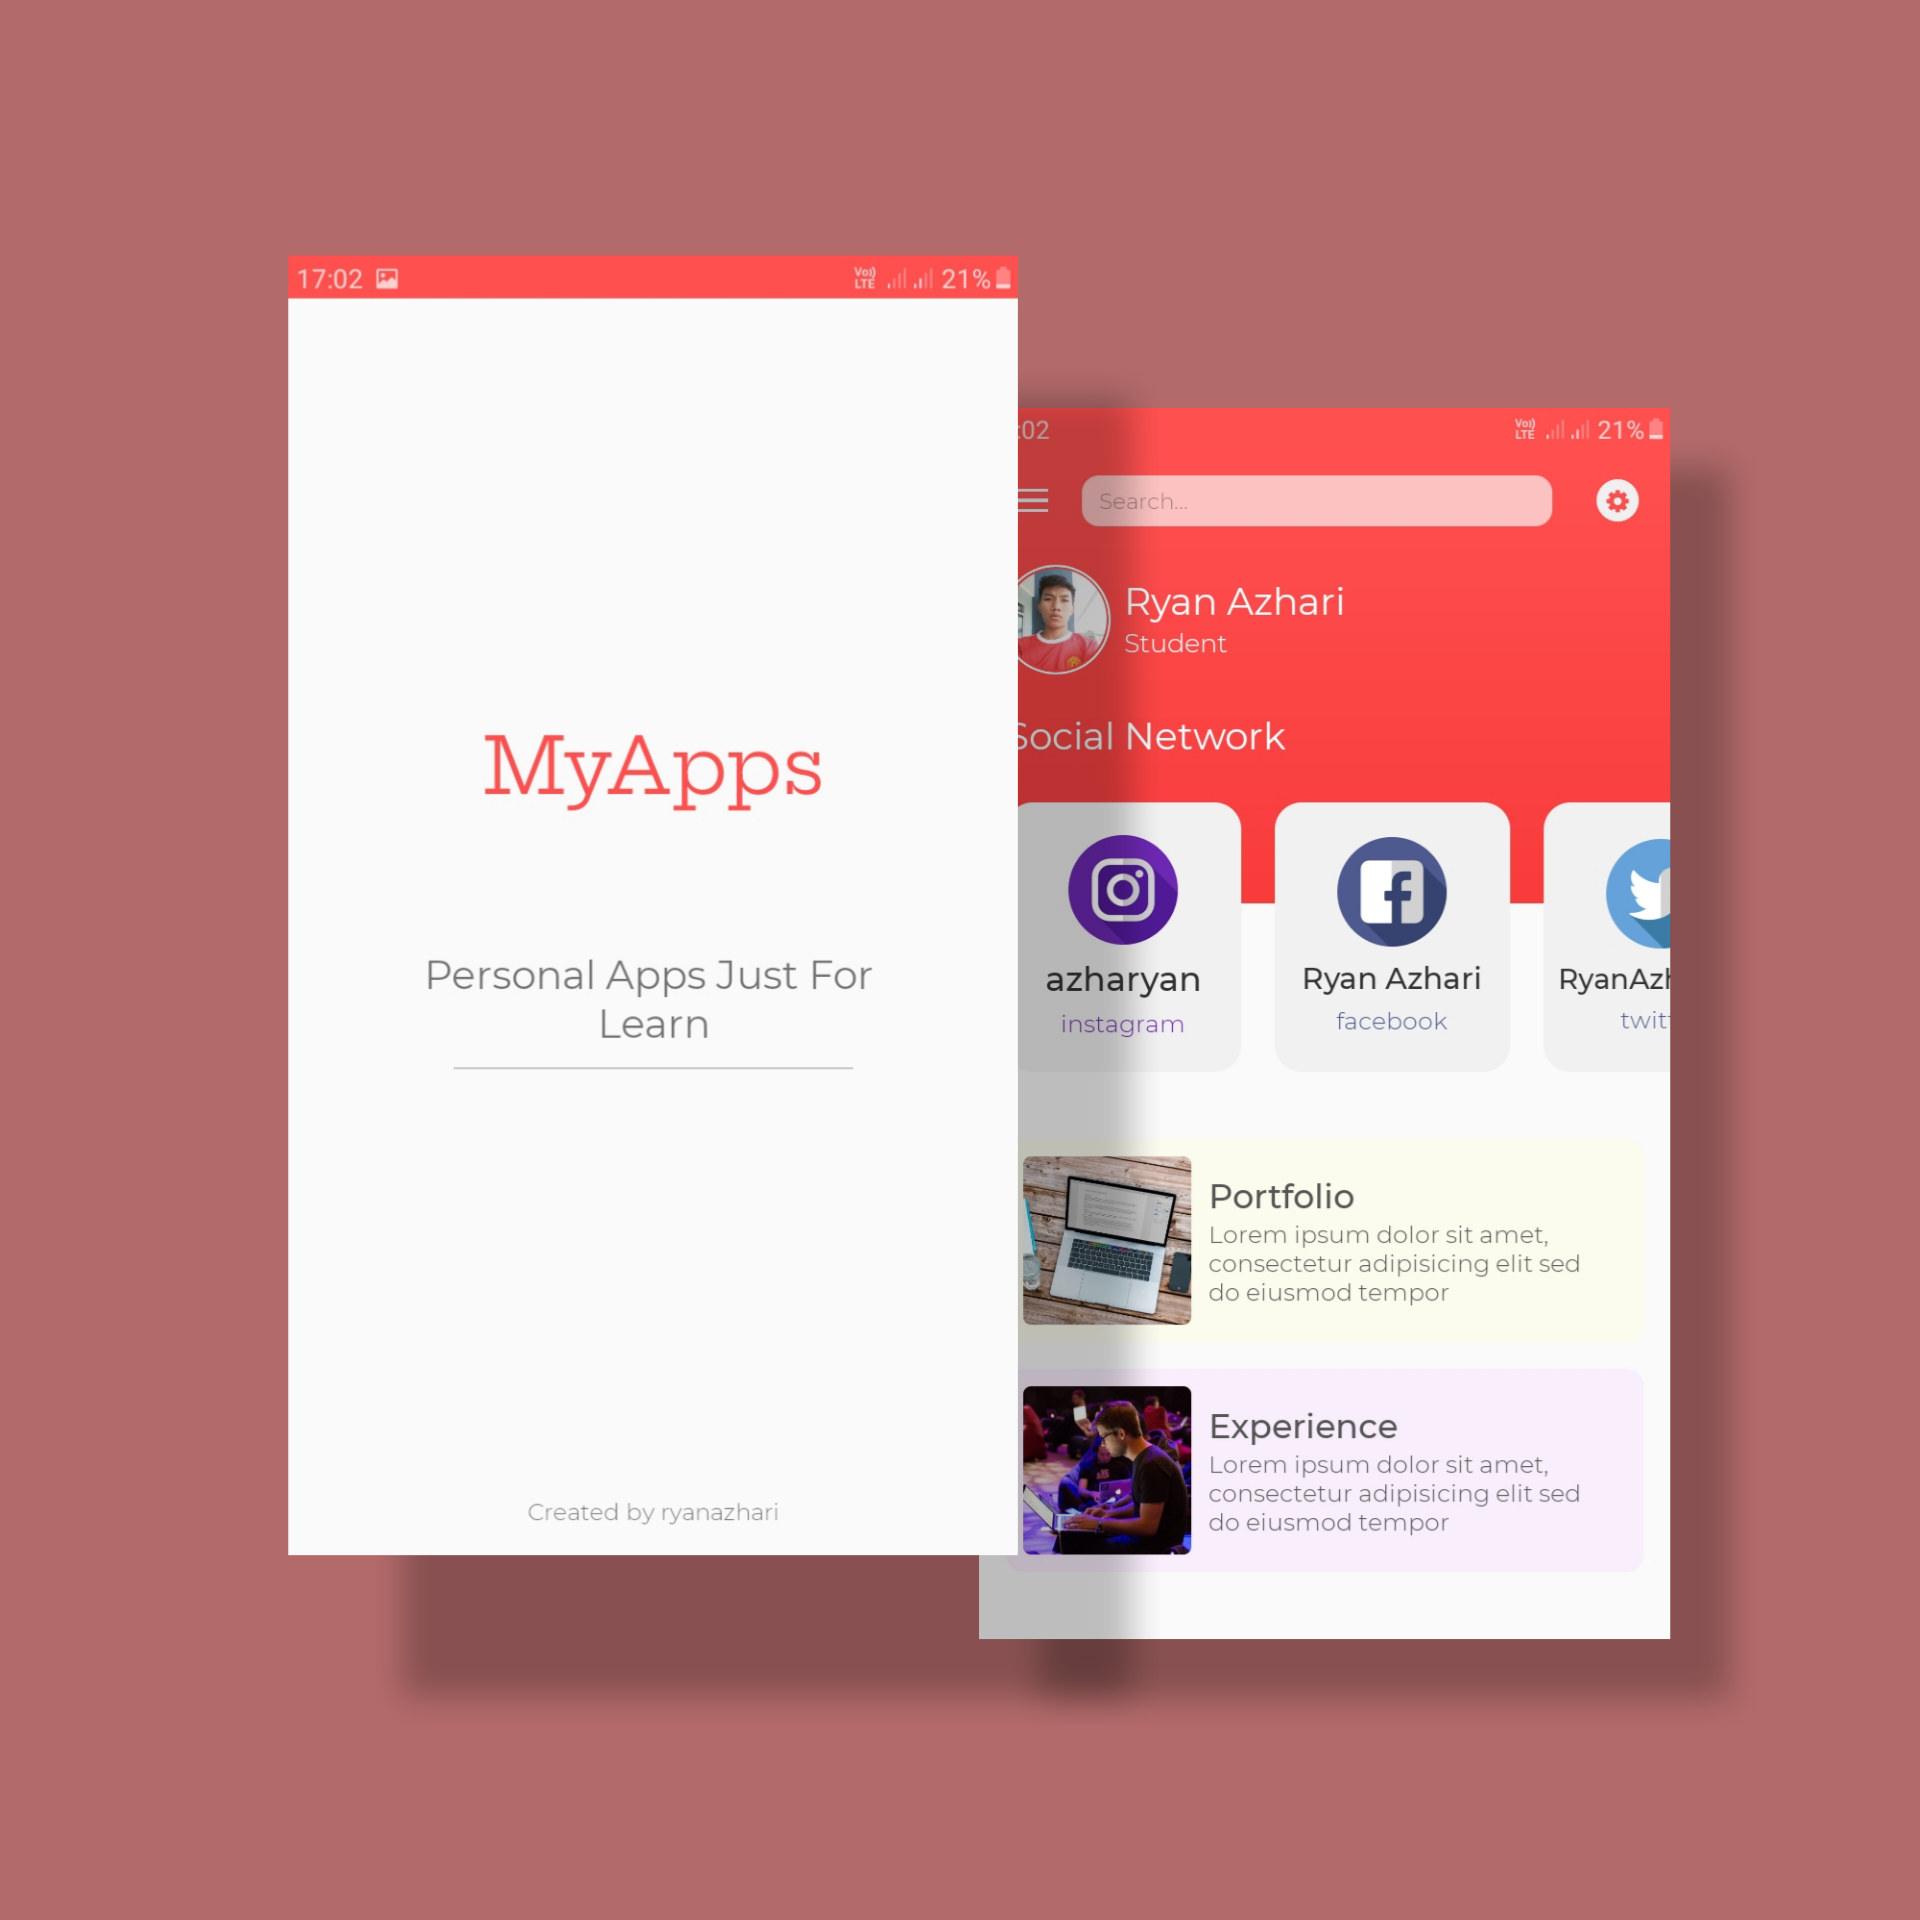 17:02
Vo)) LTE 21%
MyApps
Personal Apps Just For
Learn
Created by ryanazhari
:02
Vo)) LTE 21%
Search...
Ryan Azhari
Student
Social Network
azharyan
instagram
Ryan Azhari
facebook
RyanAzh
twit
Portfolio
Lorem ipsum dolor sit amet,
consectetur adipisicing elit sed
do eiusmod tempor
Experience
Lorem ipsum dolor sit amet,
consectetur adipisicing elit sed
do eiusmod tempor